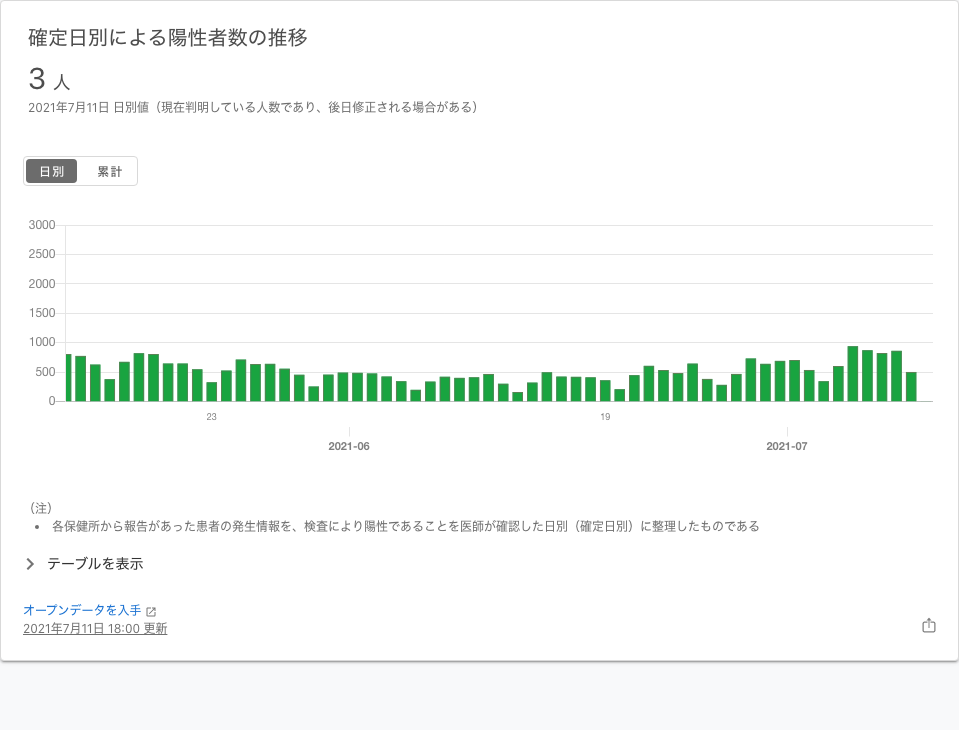 確定日別による陽性者数の推移
3 人
2021年7月11日 日別値（現在判明している人数であり、後日修正される場合がある）
日別 累計
3000
2500
2000
1500
1000
500
0
23 19
2021-06 2021-07
（注）
• 各保健所から報告があった患者の発生情報を、検査により陽性であることを医師が確認した日別（確定日別）に整理したものである
テーブルを表示
オープンデータを入手
2021年7月11日 18:00 更新